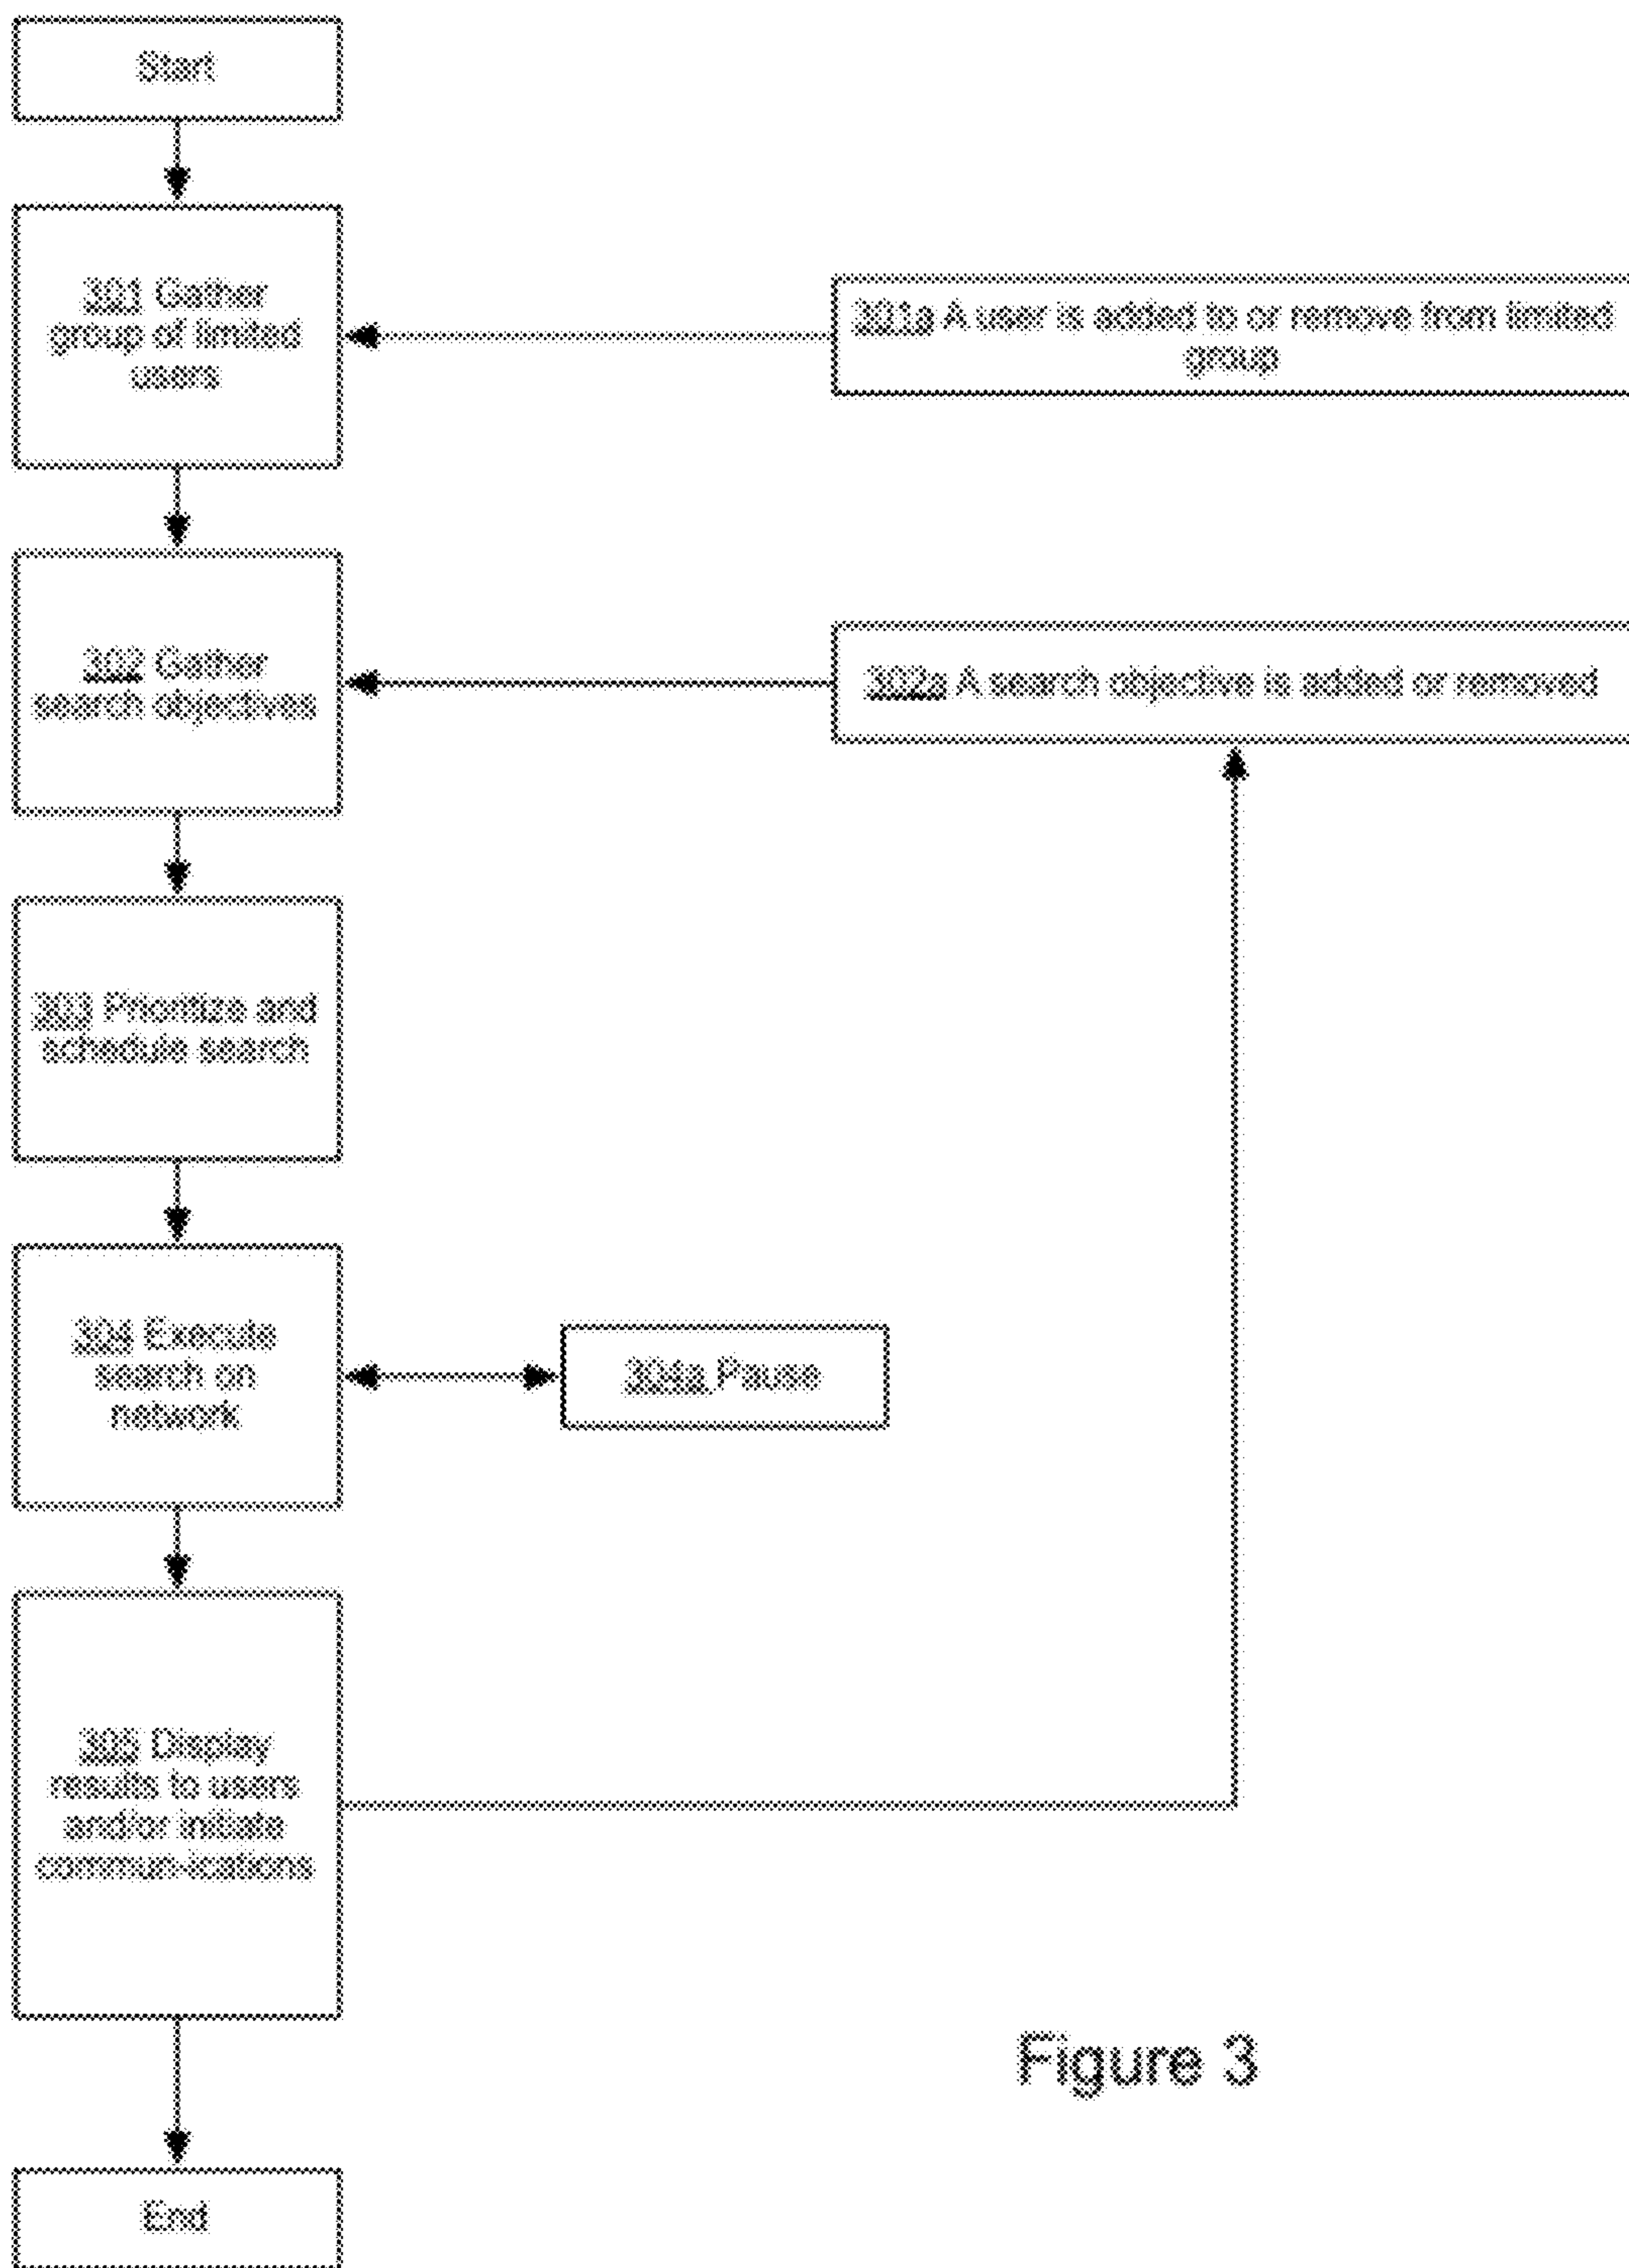 Start
301 Gather
group of limited
users
301a A user is added to or remove from limited
group
302 Gather
search objectives
302a A search objective is added or removed
303 Prioritize and
schedule search
304 Execute
search on
network
304a Pause
305 Display
results to users
and/or initiate
commun-ications
Figure 3
End